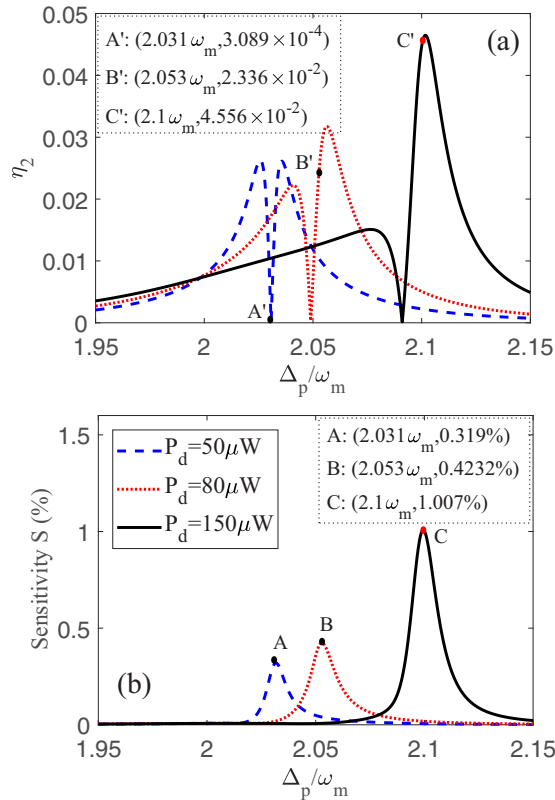 0.05
0.04
0.03
0.02
0.01
0
η₂
A': (2.031 ωₘ,3.089×10⁻⁴)
B': (2.053 ωₘ,2.336×10⁻²)
C': (2.1 ωₘ,4.556×10⁻²)
(a)
C'
B'
A'
1.95 2 2.05 2.1 2.15
Δₚ/ωₘ
1.5
1
0.5
0
Sensitivity S (%)
P_d=50μW
P_d=80μW
P_d=150μW
A: (2.031 ωₘ,0.319%)
B: (2.053 ωₘ,0.4232%)
C: (2.1 ωₘ,1.007%)
C
B
A
(b)
1.95 2 2.05 2.1 2.15
Δₚ/ωₘ